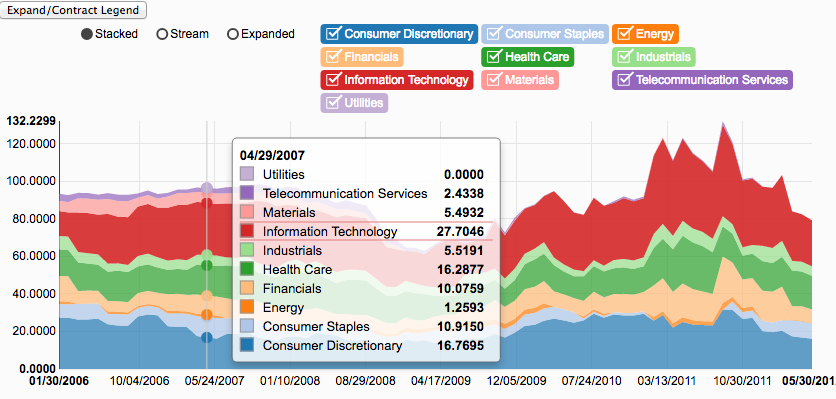 Expand/Contract Legend
Stacked Stream Expanded
Consumer Discretionary Consumer Staples Energy
Financials Health Care Industrials
Information Technology Materials Telecommunication Services
Utilities
132.2299
120.0000
100.0000
80.0000
60.0000
40.0000
20.0000
0.0000
04/29/2007
Utilities 0.0000
Telecommunication Services 2.4338
Materials 5.4932
Information Technology 27.7046
Industrials 5.5191
Health Care 16.2877
Financials 10.0759
Energy 1.2593
Consumer Staples 10.9150
Consumer Discretionary 16.7695
01/30/2006 10/04/2006 05/24/2007 01/10/2008 08/29/2008 04/17/2009 12/05/2009 07/24/2010 03/13/2011 10/30/2011 05/30/201